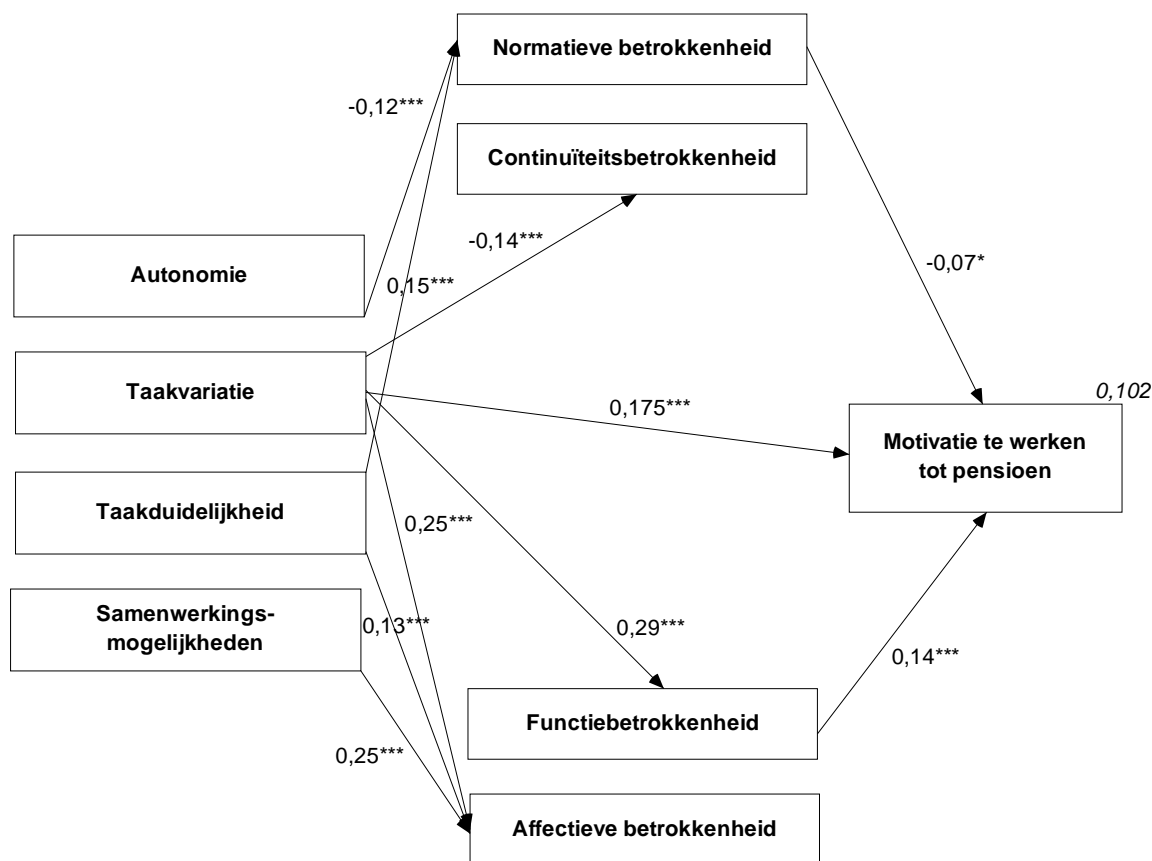 Normatieve betrokkenheid
-0,12***
Continuïteitsbetrokkenheid
-0,14***
Autonomie
0,15***
-0,07*
Taakvariatie
0,175***
0,102
Motivatie te werken
tot pensioen
Taakduidelijkheid
0,25***
Samenwerkings-
mogelijkheden
0,13***
0,29***
0,14***
Functiebetrokkenheid
0,25***
Affectieve betrokkenheid